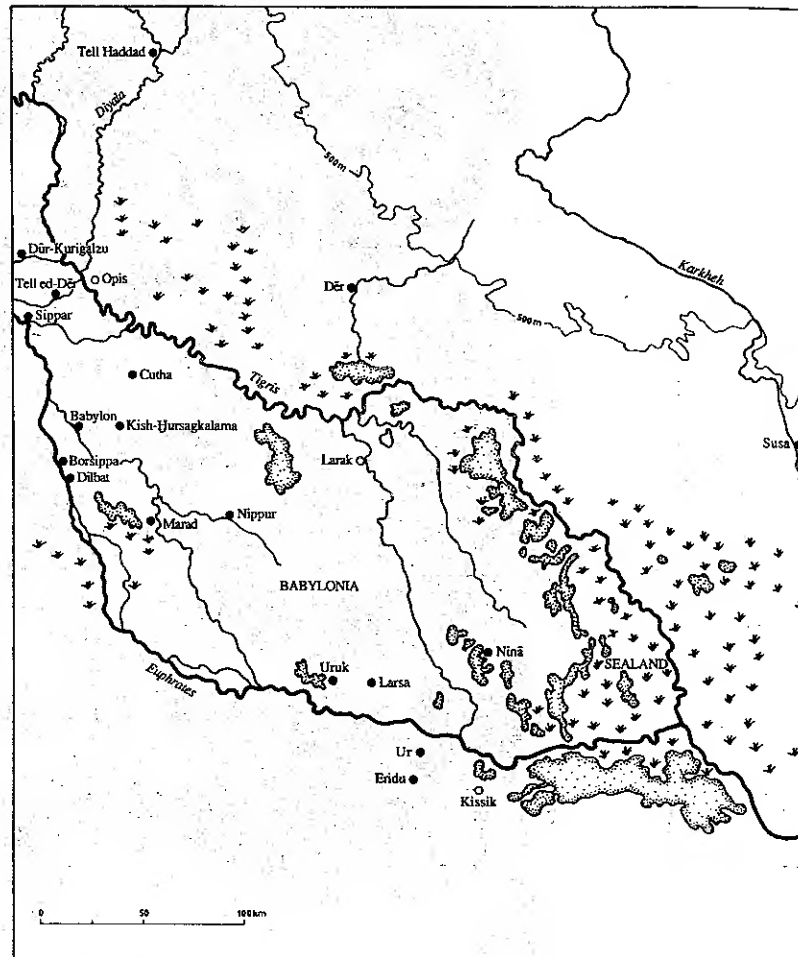 Tell Haddad
Diyala
500m
Dūr-Kurigalzu
Opis
Tell ed-Dēr
Dēr
Karkheh
Sippar
500m
Cutha
Tigris
Babylon
Kish-Ḫursagkalama
Susa
Borsippa
Larak
Dilbat
Marad
Nippur
BABYLONIA
Ninā
SEALAND
Uruk
Larsa
Euphrates
Ur
Eridu
Kissik
0 50 100km